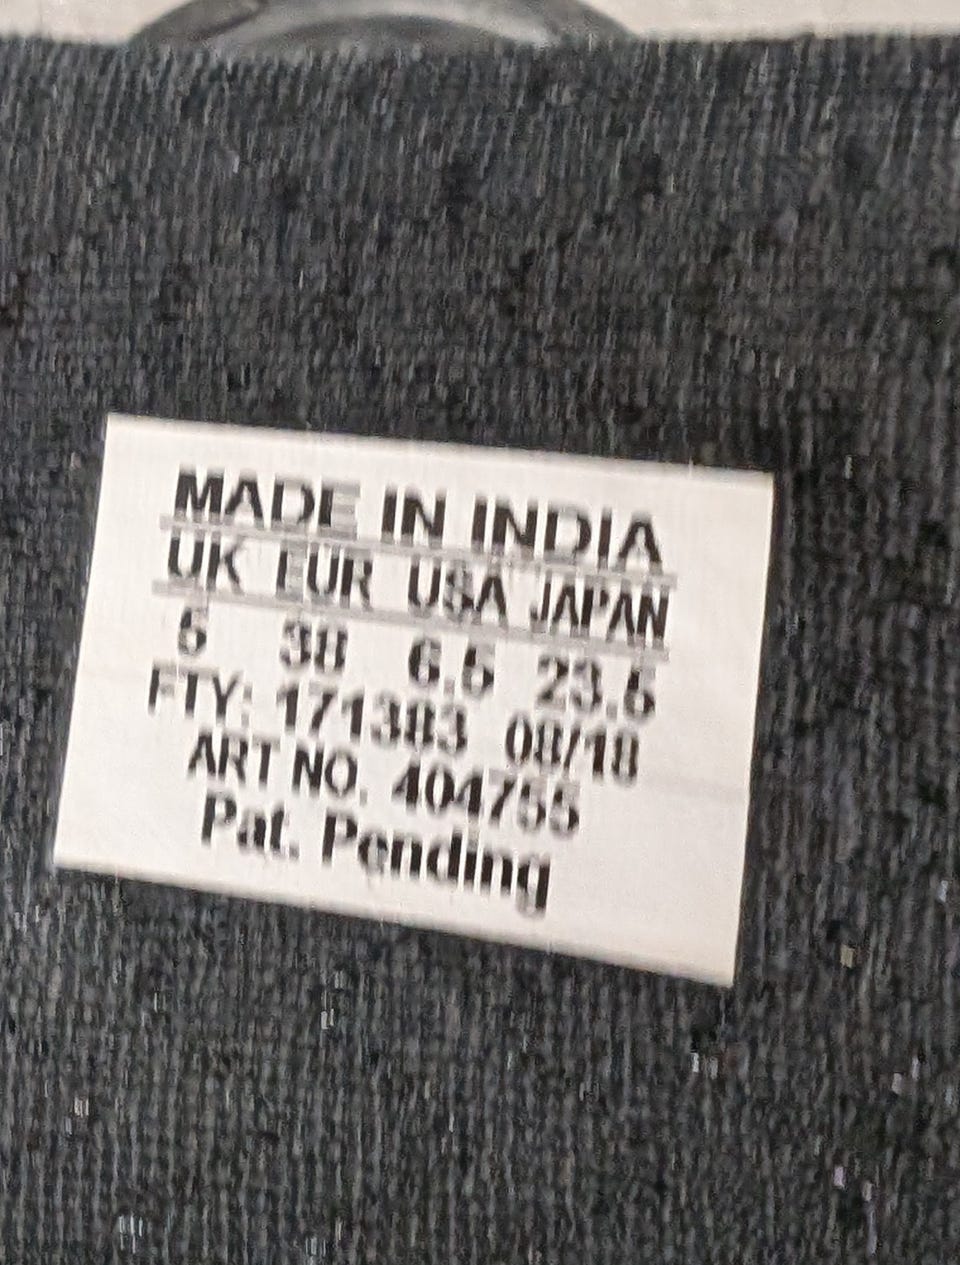 MADE IN INDIA
UK EUR USA JAPAN
5 38 6.5 23.5
FTY: 171383 08/18
ART NO. 404755
Pat. Pending